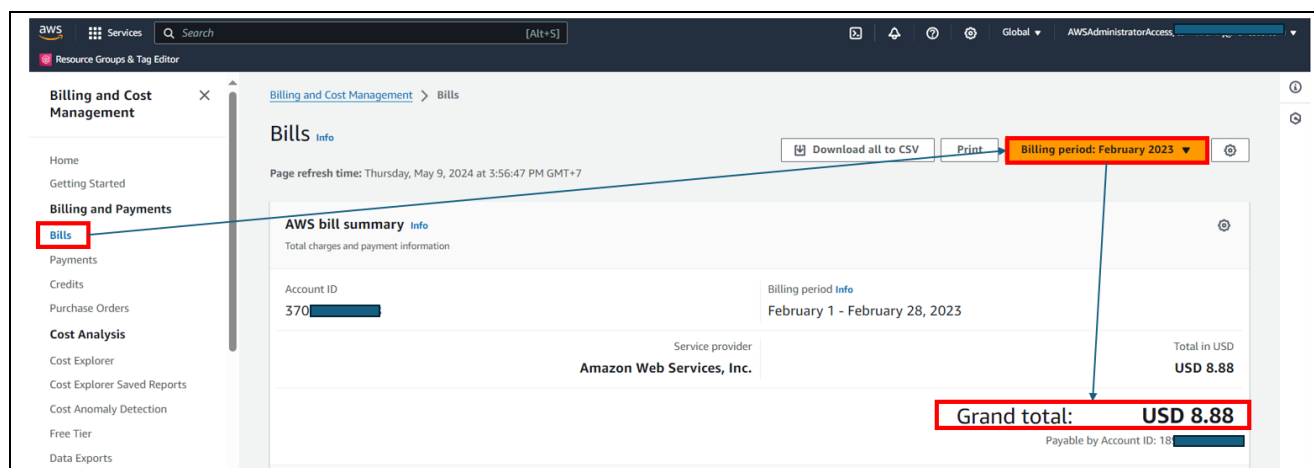 aws
Services
Search [Alt+S]
Global
AWSAdministratorAccess
Resource Groups & Tag Editor
Billing and Cost
Management
Home
Getting Started
Billing and Payments
Bills
Payments
Credits
Purchase Orders
Cost Analysis
Cost Explorer
Cost Explorer Saved Reports
Cost Anomaly Detection
Free Tier
Data Exports
Billing and Cost Management > Bills
Bills Info
Download all to CSV
Print
Billing period: February 2023
Page refresh time: Thursday, May 9, 2024 at 3:56:47 PM GMT+7
AWS bill summary Info
Total charges and payment information
Account ID
370
Billing period Info
February 1 - February 28, 2023
Service provider
Amazon Web Services, Inc.
Total in USD
USD 8.88
Grand total: USD 8.88
Payable by Account ID: 18